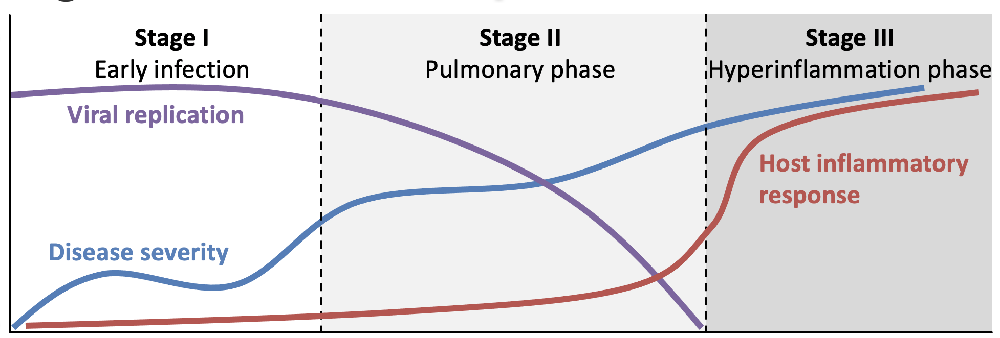 Stage I
Early infection
Stage II
Pulmonary phase
Stage III
Hyperinflammation phase
Viral replication
Disease severity
Host inflammatory
response